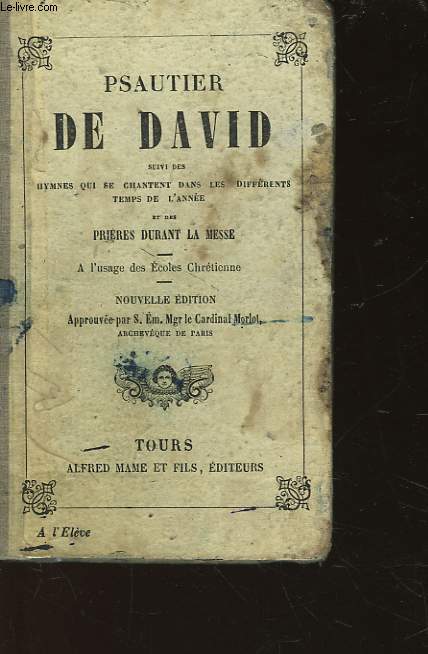 Le-livre.com
PSAUTIER
DE DAVID
SUIVI DES
HYMNES QUI SE CHANTENT DANS LES DIFFÉRENTS
TEMPS DE L'ANNÉE
ET DES
PRIÈRES DURANT LA MESSE
A l'usage des Écoles Chrétienne
NOUVELLE ÉDITION
Approuvée par S. Ém. Mgr le Cardinal Morlot,
ARCHEVÊQUE DE PARIS
TOURS
ALFRED MAME ET FILS, ÉDITEURS
A l'Elève